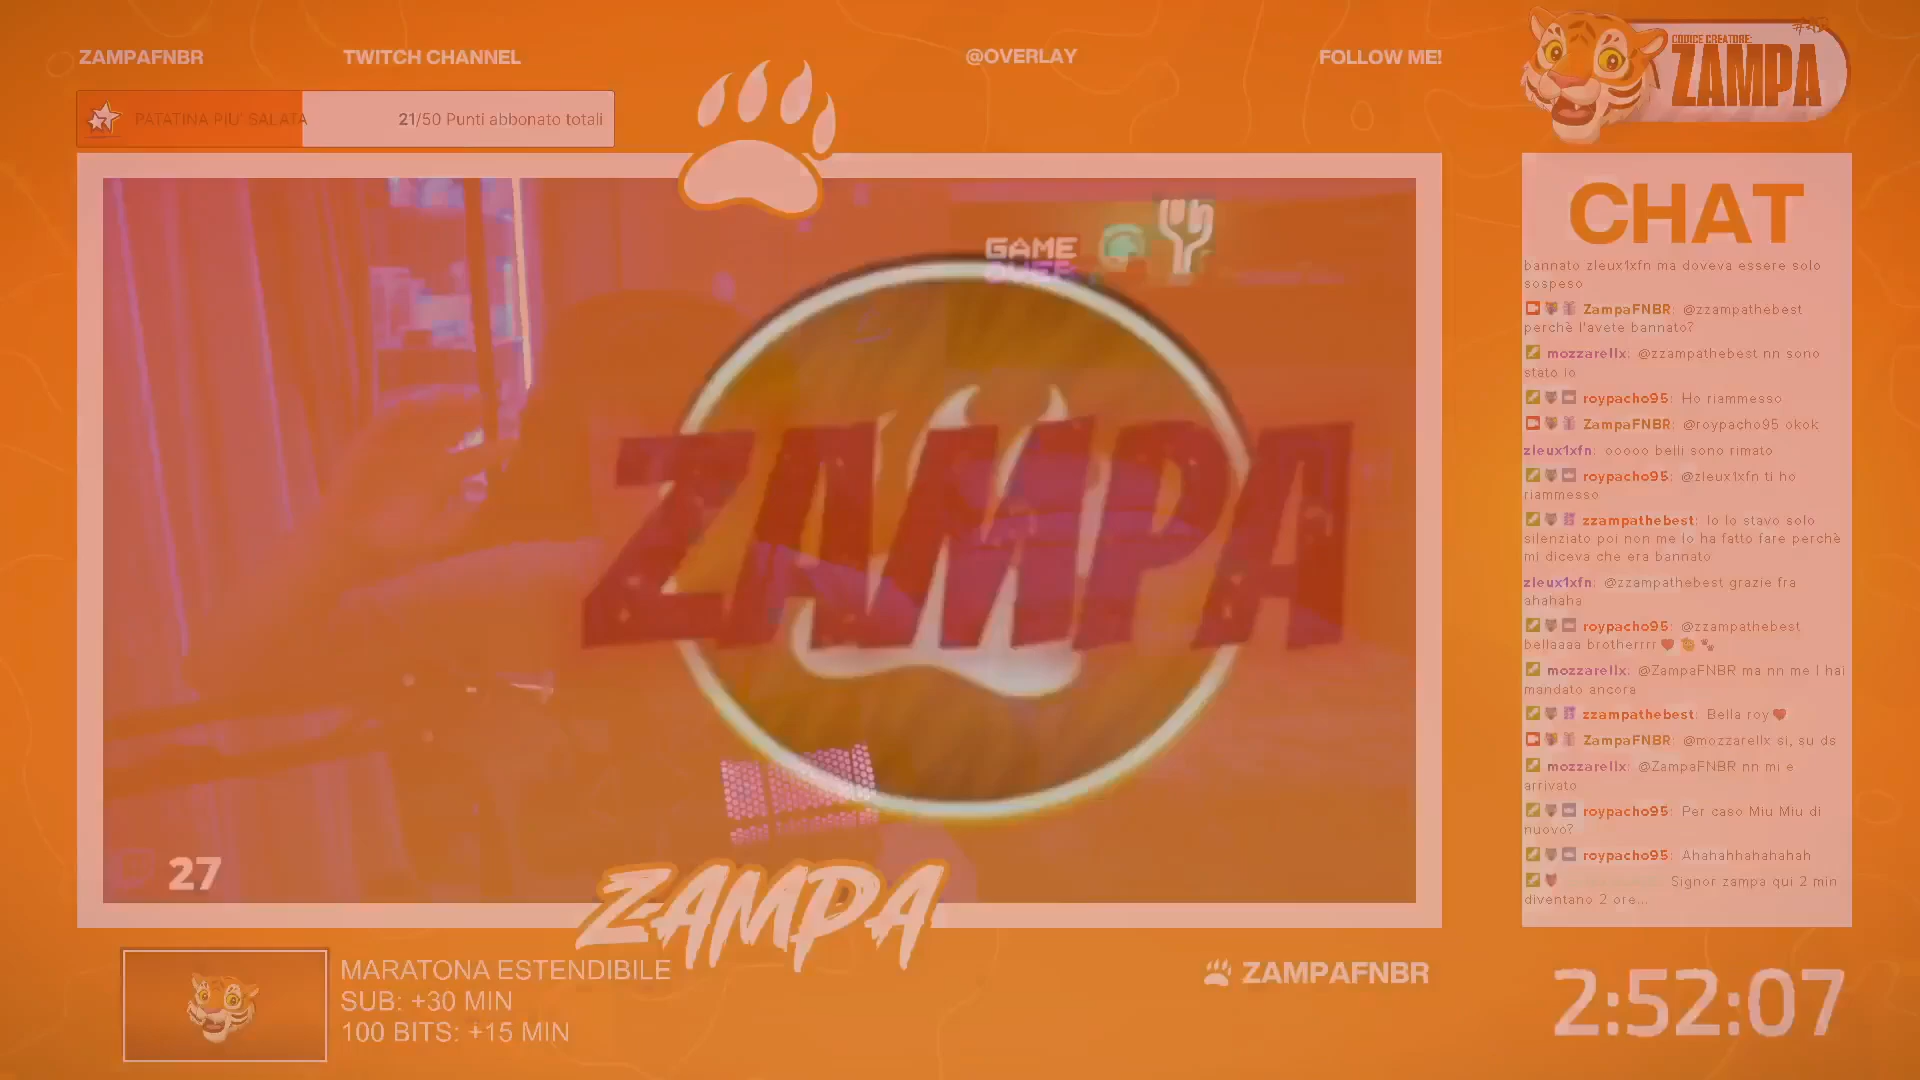 ZAMPAFNBR
TWITCH CHANNEL
@OVERLAY
FOLLOW ME!
CODICE CREATORE:
ZAMPA
PATATINA PIU' SALATA
21/50 Punti abbonato totali
GAME
ZAMPA
27
ZAMPA
MARATONA ESTENDIBILE
SUB: +30 MIN
100 BITS: +15 MIN
ZAMPAFNBR
CHAT
bannato zleux1xfn ma doveva essere solo
sospeso
ZampaFNBR: @zzampathebest
perchè l'avete bannato?
mozzarellx: @zzampathebest nn sono
stato io
roypacho95: Ho riammesso
ZampaFNBR: @roypacho95 okok
zleux1xfn: ooooo belli sono rimato
roypacho95: @zleux1xfn ti ho
riammesso
zzampathebest: Io lo stavo solo
silenziato poi non me lo ha fatto fare perchè
mi diceva che era bannato
zleux1xfn: @zzampathebest grazie fra
ahahaha
roypacho95: @zzampathebest
bellaaaa brotherrrr
mozzarellx: @ZampaFNBR ma nn me l hai
mandato ancora
zzampathebest: Bella roy
ZampaFNBR: @mozzarellx si, su ds
mozzarellx: @ZampaFNBR nn mi e
arrivato
roypacho95: Per caso Miu Miu di
nuovo?
roypacho95: Ahahahhahahahah
Signor zampa qui 2 min
diventano 2 ore...
2:52:07